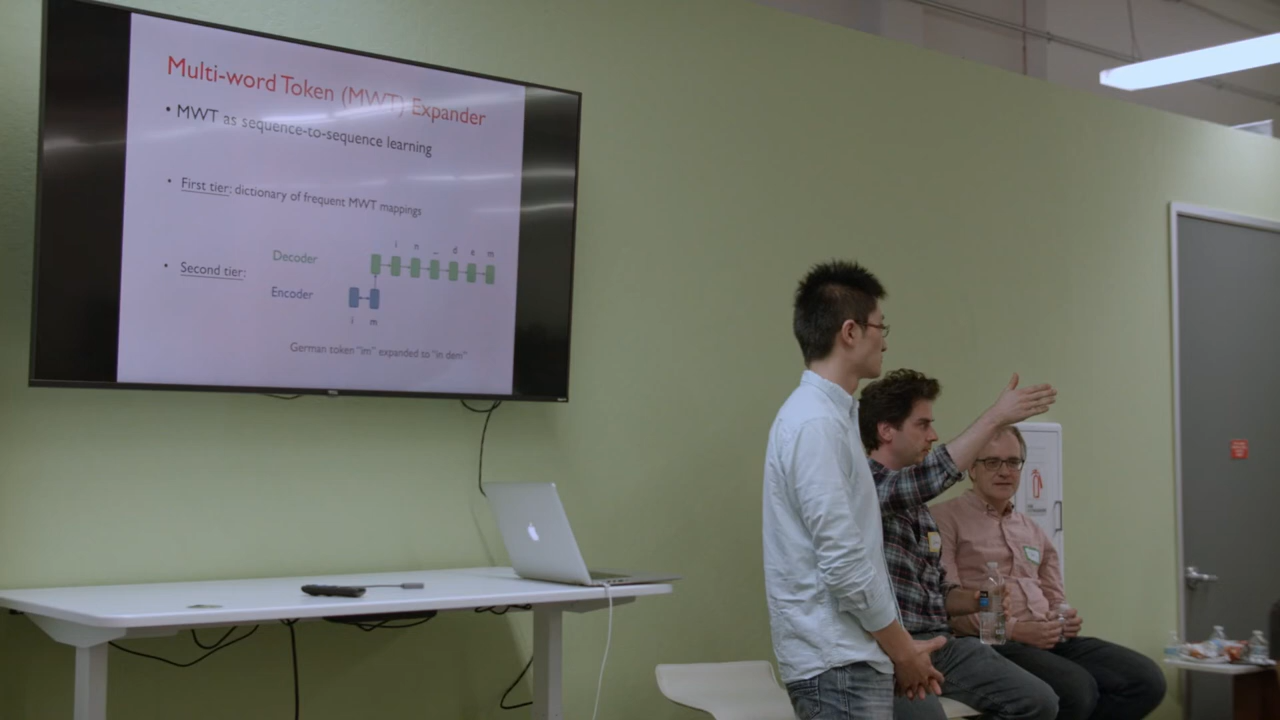 Multi-word Token (MWT) Expander
• MWT as sequence-to-sequence learning
• First tier: dictionary of frequent MWT mappings
• Second tier:
i n _ d e m
Decoder
Encoder
i m
German token "im" expanded to "in dem"